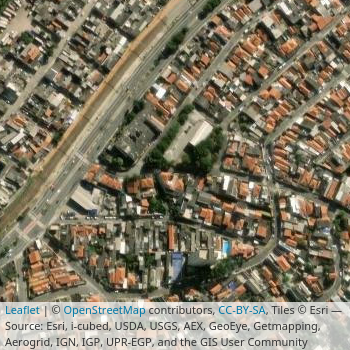 Leaflet | © OpenStreetMap contributors, CC-BY-SA, Tiles © Esri —
Source: Esri, i-cubed, USDA, USGS, AEX, GeoEye, Getmapping,
Aerogrid, IGN, IGP, UPR-EGP, and the GIS User Community